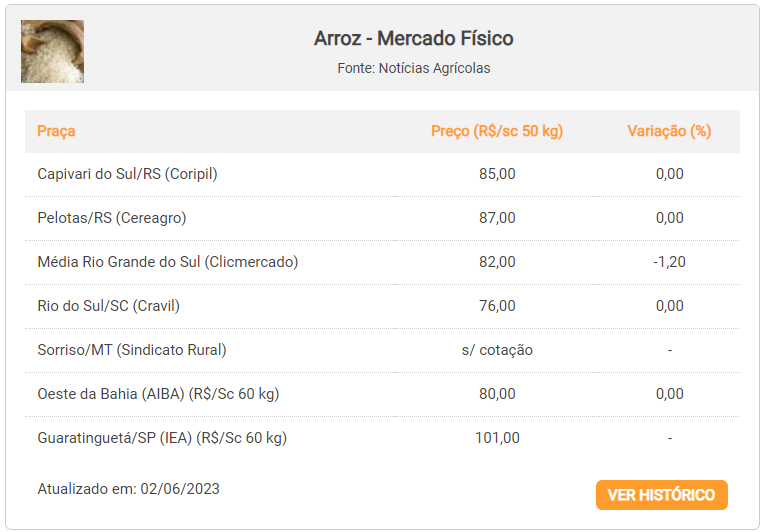 Arroz - Mercado Físico
Fonte: Notícias Agrícolas
Praça Preço (R$/sc 50 kg) Variação (%)
Capivari do Sul/RS (Coripil) 85,00 0,00
Pelotas/RS (Cereagro) 87,00 0,00
Média Rio Grande do Sul (Clicmercado) 82,00 -1,20
Rio do Sul/SC (Cravil) 76,00 0,00
Sorriso/MT (Sindicato Rural) s/ cotação -
Oeste da Bahia (AIBA) (R$/Sc 60 kg) 80,00 0,00
Guaratinguetá/SP (IEA) (R$/Sc 60 kg) 101,00 -
Atualizado em: 02/06/2023 VER HISTÓRICO